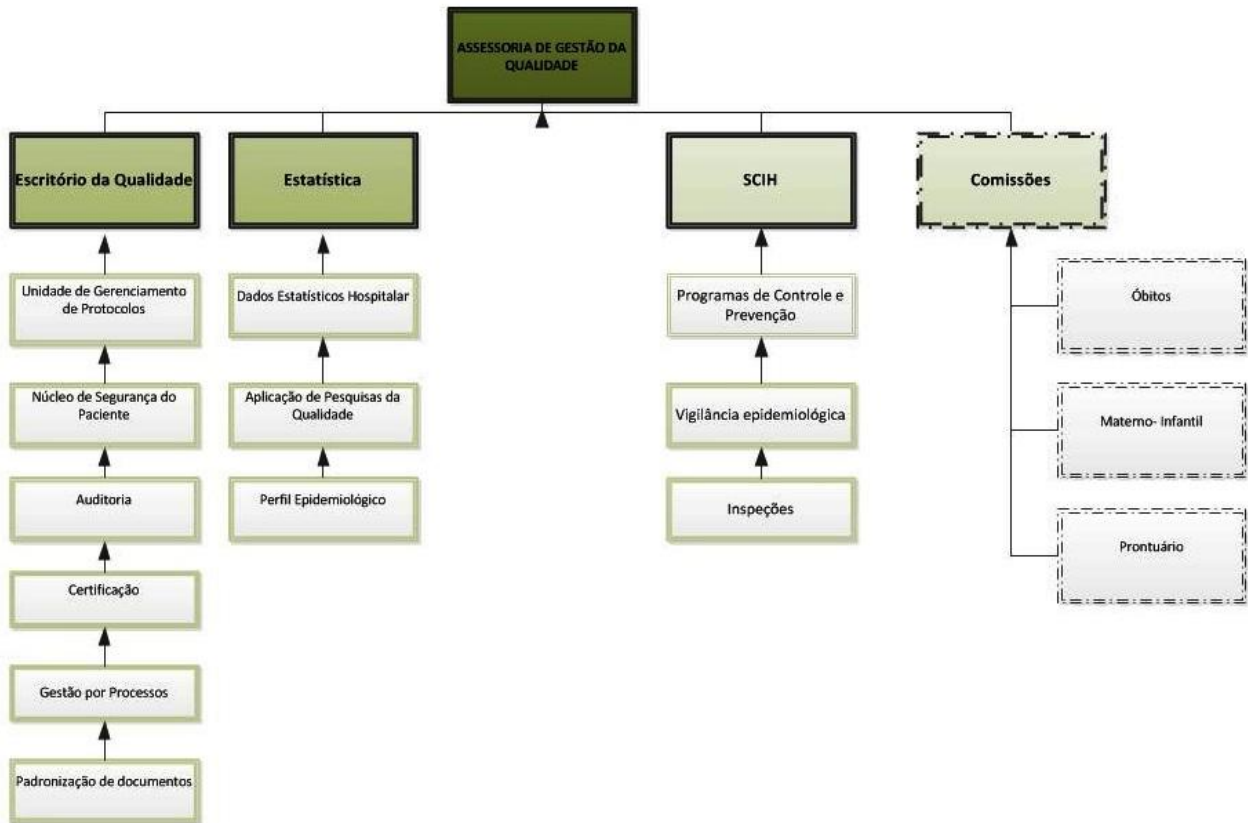 ASSESSORIA DE GESTÃO DA
QUALIDADE
Escritório da Qualidade
Estatística
SCIH
Comissões
Unidade de Gerenciamento
de Protocolos
Núcleo de Segurança do
Paciente
Auditoria
Certificação
Gestão por Processos
Padronização de documentos
Dados Estatísticos Hospitalar
Aplicação de Pesquisas da
Qualidade
Perfil Epidemiológico
Programas de Controle e
Prevenção
Vigilância epidemiológica
Inspeções
Óbitos
Materno- Infantil
Prontuário